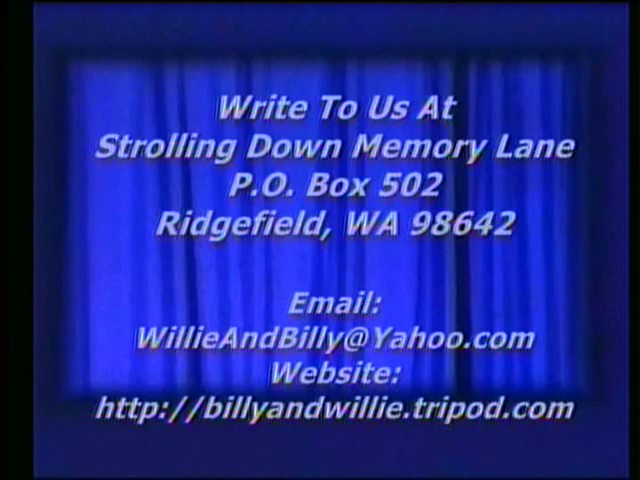 Write To Us At
Strolling Down Memory Lane
P.O. Box 502
Ridgefield, WA 98642
Email:
WillieAndBilly@Yahoo.com
Website:
http://billyandwillie.tripod.com